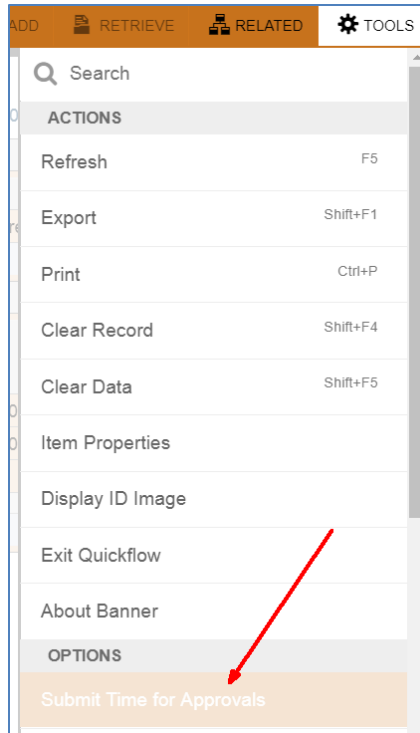 ADD RETRIEVE RELATED TOOLS
Search
ACTIONS
Refresh F5
Export Shift+F1
Print Ctrl+P
Clear Record Shift+F4
Clear Data Shift+F5
Item Properties
Display ID Image
Exit Quickflow
About Banner
OPTIONS
Submit Time for Approvals